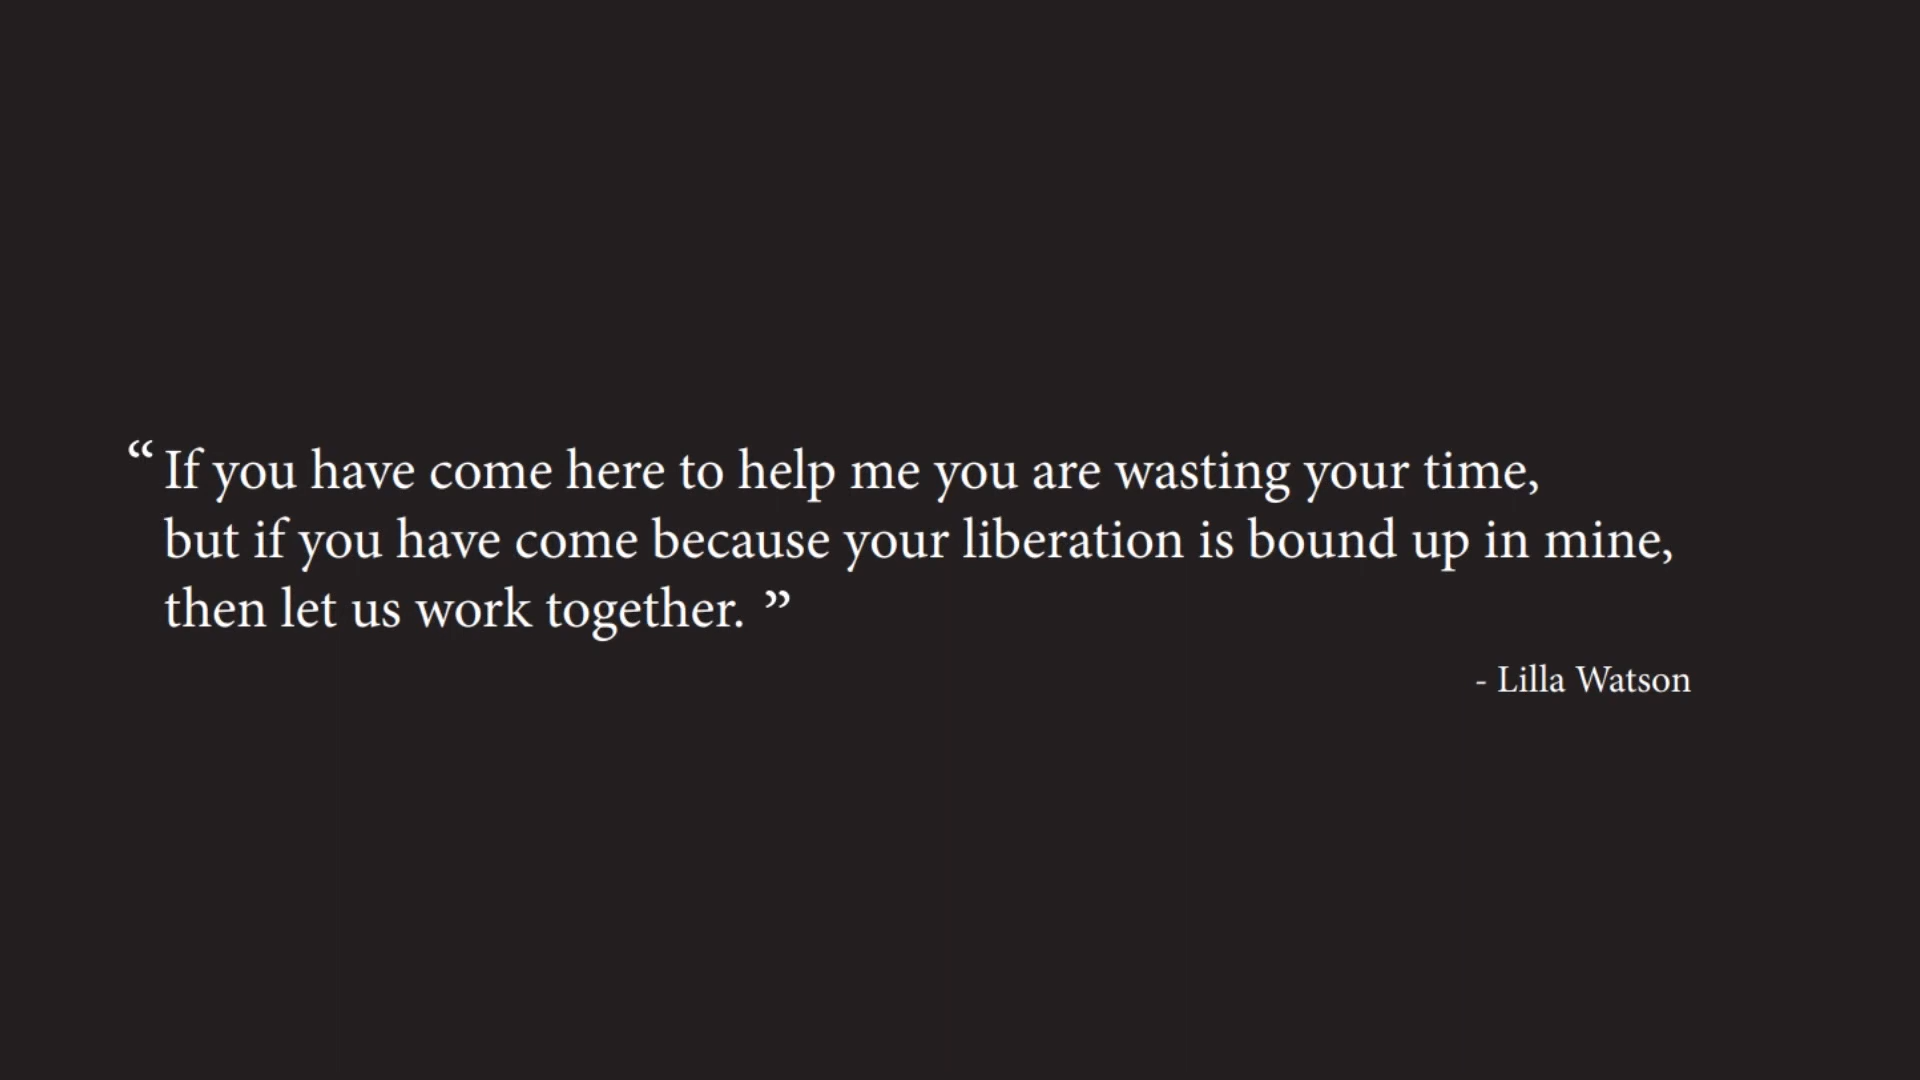 “ If you have come here to help me you are wasting your time,
but if you have come because your liberation is bound up in mine,
then let us work together. ”
- Lilla Watson